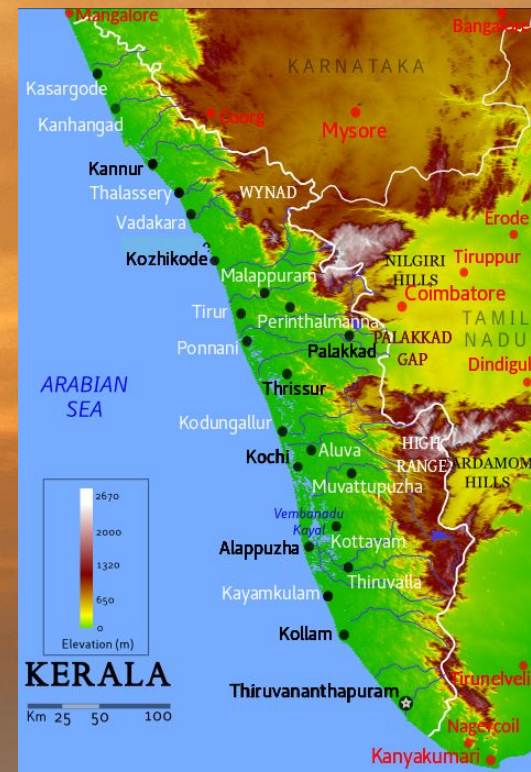 Mangalore
Bangalore
KARNATAKA
Kasargode
Kanhangad
Coorg
Mysore
Kannur
Thalassery
WYNAD
Vadakara
Erode
Kozhikode
NILGIRI
HILLS
Tiruppur
Malappuram
Coimbatore
Tirur
Perinthalmanna
TAMIL
NADU
Ponnani
Palakkad
PALAKKAD
GAP
Dindigul
Thrissur
ARABIAN
SEA
Kodungallur
Aluva
HIGH
RANGE
Kochi
ARDAMOM
HILLS
Muvattupuzha
Vembanadu
Kayal
Kottayam
Alappuzha
Thiruvalla
Kayamkulam
Kollam
2670
2000
1320
650
0
Elevation (m)
KERALA
Km 25 50 100
Thiruvananthapuram
Tirunelveli
Nagercoil
Kanyakumari